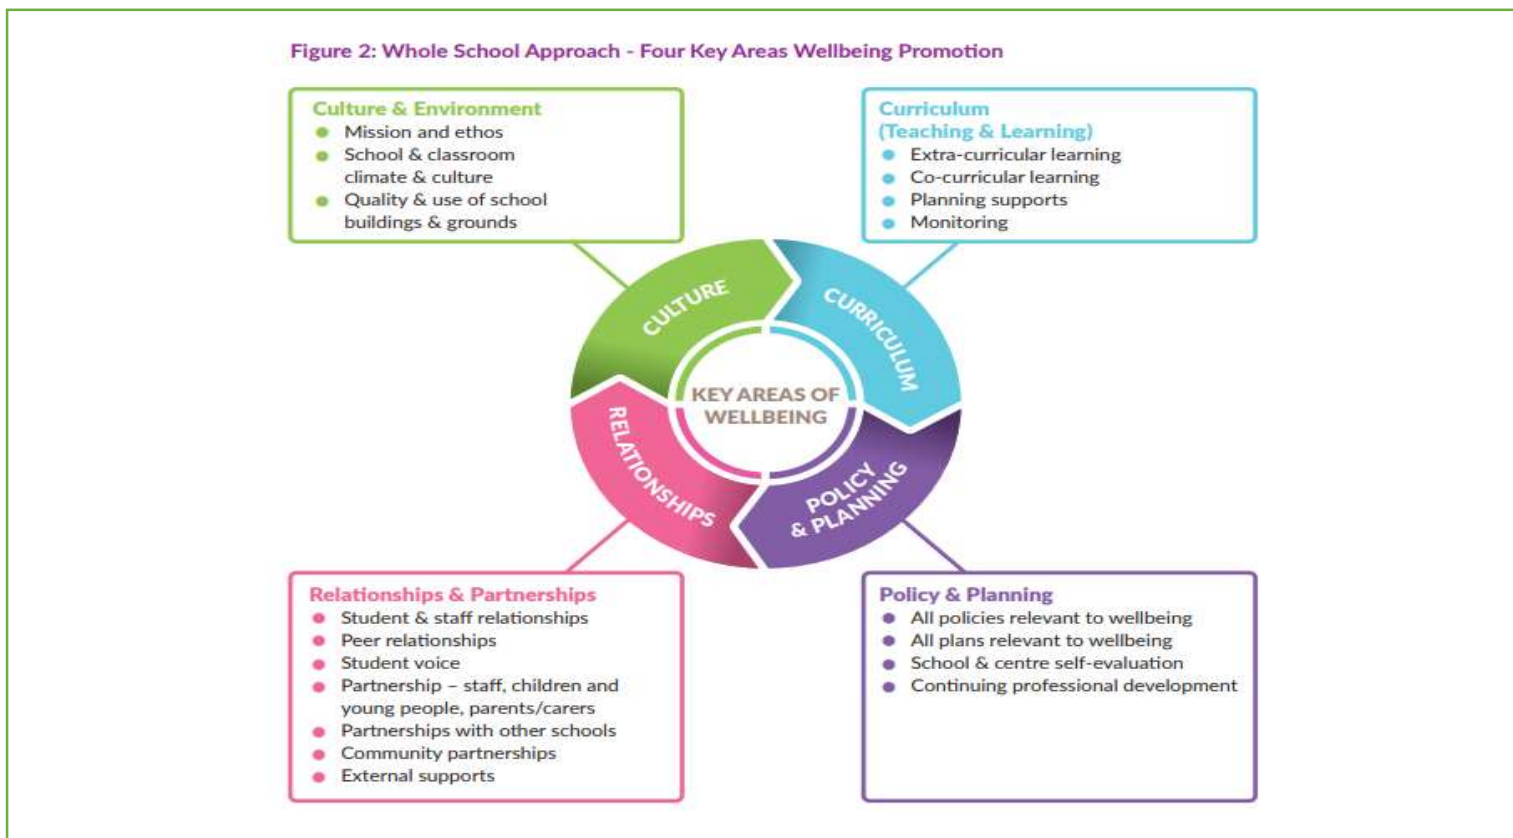 Figure 2: Whole School Approach - Four Key Areas Wellbeing Promotion
Culture & Environment
Mission and ethos
School & classroom
climate & culture
Quality & use of school
buildings & grounds
Curriculum
(Teaching & Learning)
Extra-curricular learning
Co-curricular learning
Planning supports
Monitoring
CULTURE
CURRICULUM
KEY AREAS OF
WELLBEING
RELATIONSHIPS
POLICY
& PLANNING
Relationships & Partnerships
Student & staff relationships
Peer relationships
Student voice
Partnership – staff, children and
young people, parents/carers
Partnerships with other schools
Community partnerships
External supports
Policy & Planning
All policies relevant to wellbeing
All plans relevant to wellbeing
School & centre self-evaluation
Continuing professional development